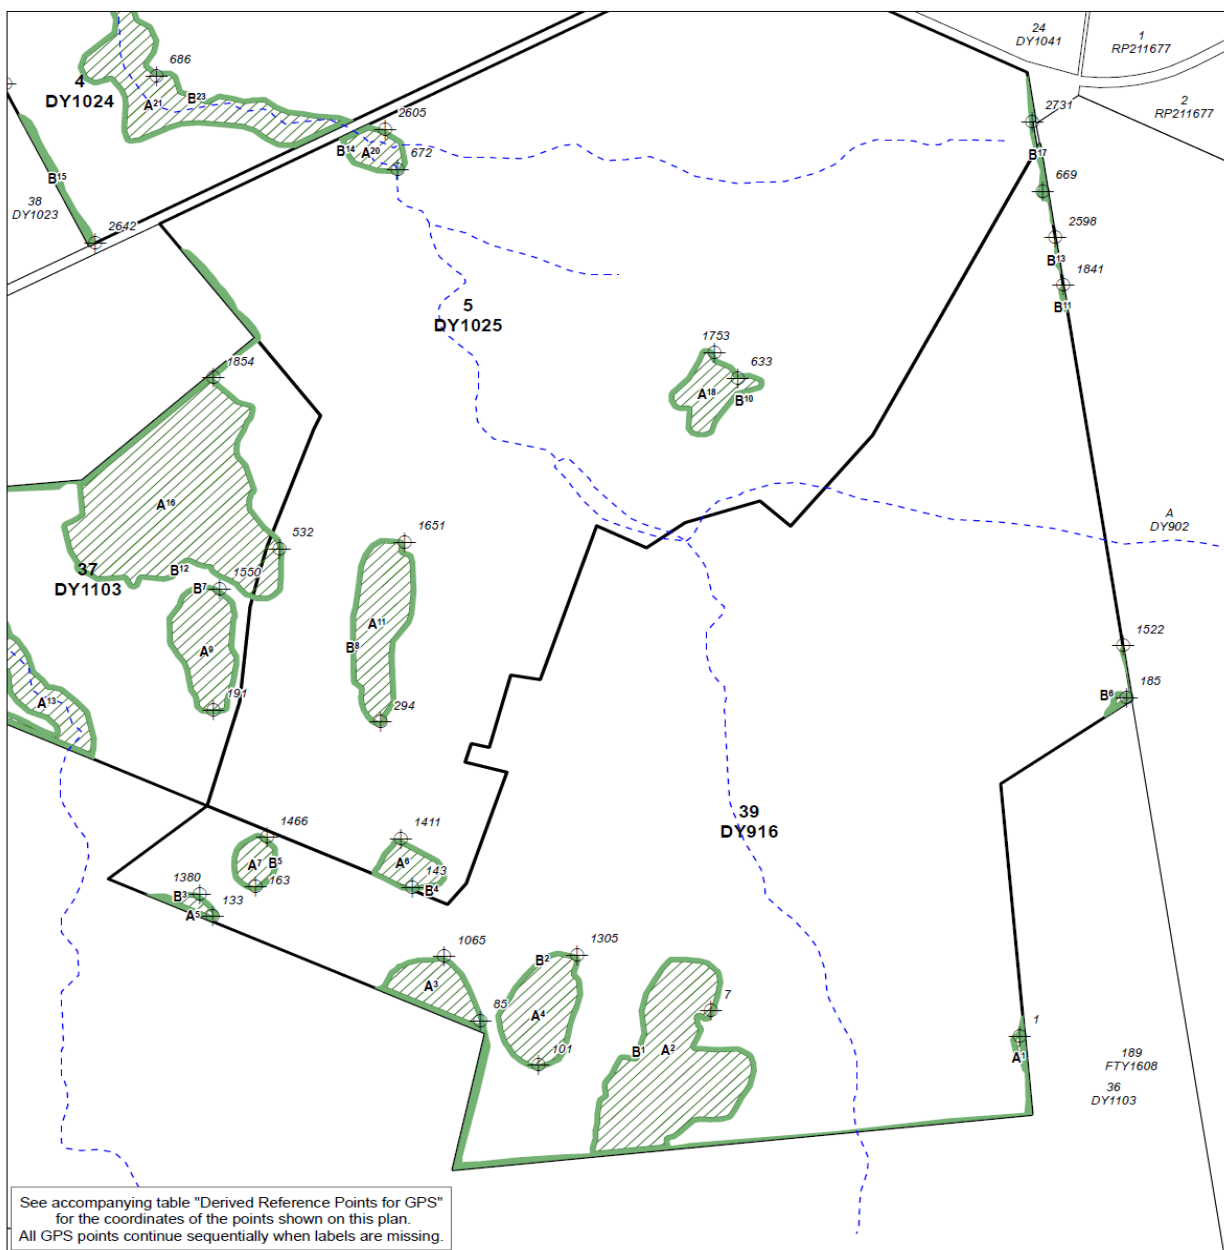 24
DY1041
1
RP211677
2
RP211677
686
4
DY1024
A21
B23
2605
B14
A20
672
2731
B17
669
B15
38
DY1023
2642
2598
B13
1841
B11
5
DY1025
1854
1753
633
A18
B10
A16
532
1651
A
DY902
37
DY1103
B12
1550
B7
A9
A11
B8
1522
185
B6
A13
191
294
39
DY916
1466
1411
A7
B5
A6
163
143
B4
1380
B3
133
A5
1065
1305
B2
A3
85
A4
7
101
B1
A2
1
A1
189
FTY1608
36
DY1103
See accompanying table "Derived Reference Points for GPS"
for the coordinates of the points shown on this plan.
All GPS points continue sequentially when labels are missing.